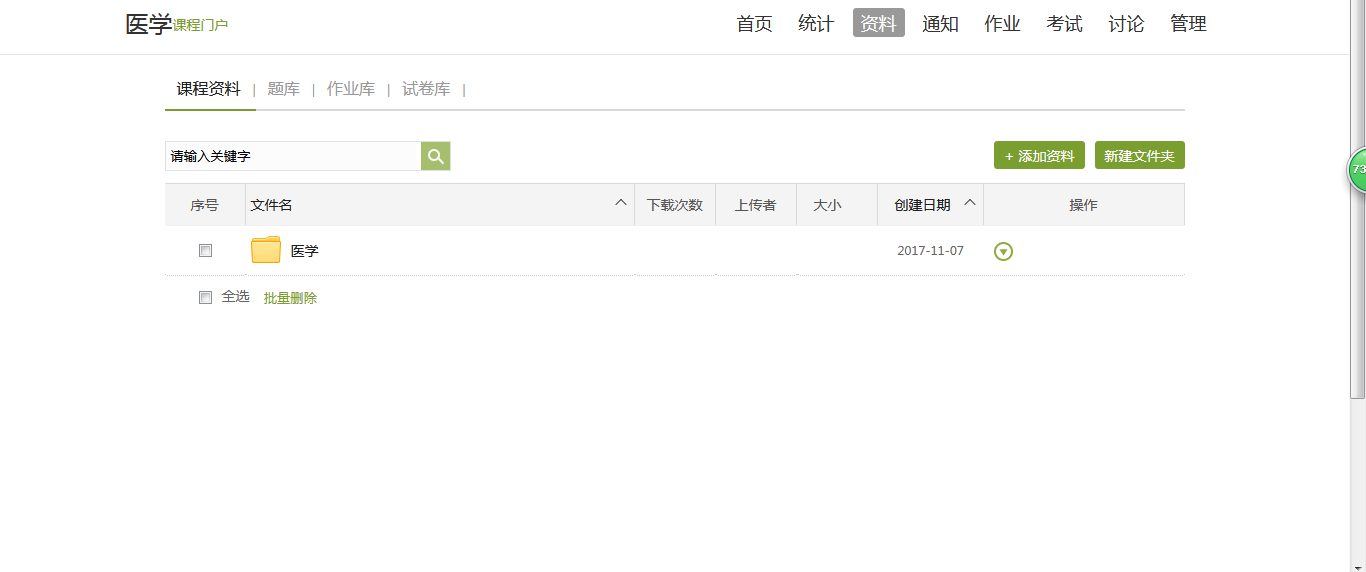 医学课程门户 首页 统计 资料 通知 作业 考试 讨论 管理
课程资料 | 题库 | 作业库 | 试卷库 |
请输入关键字 + 添加资料 新建文件夹
序号 文件名 下载次数 上传者 大小 创建日期 操作
医学 2017-11-07
全选 批量删除
73